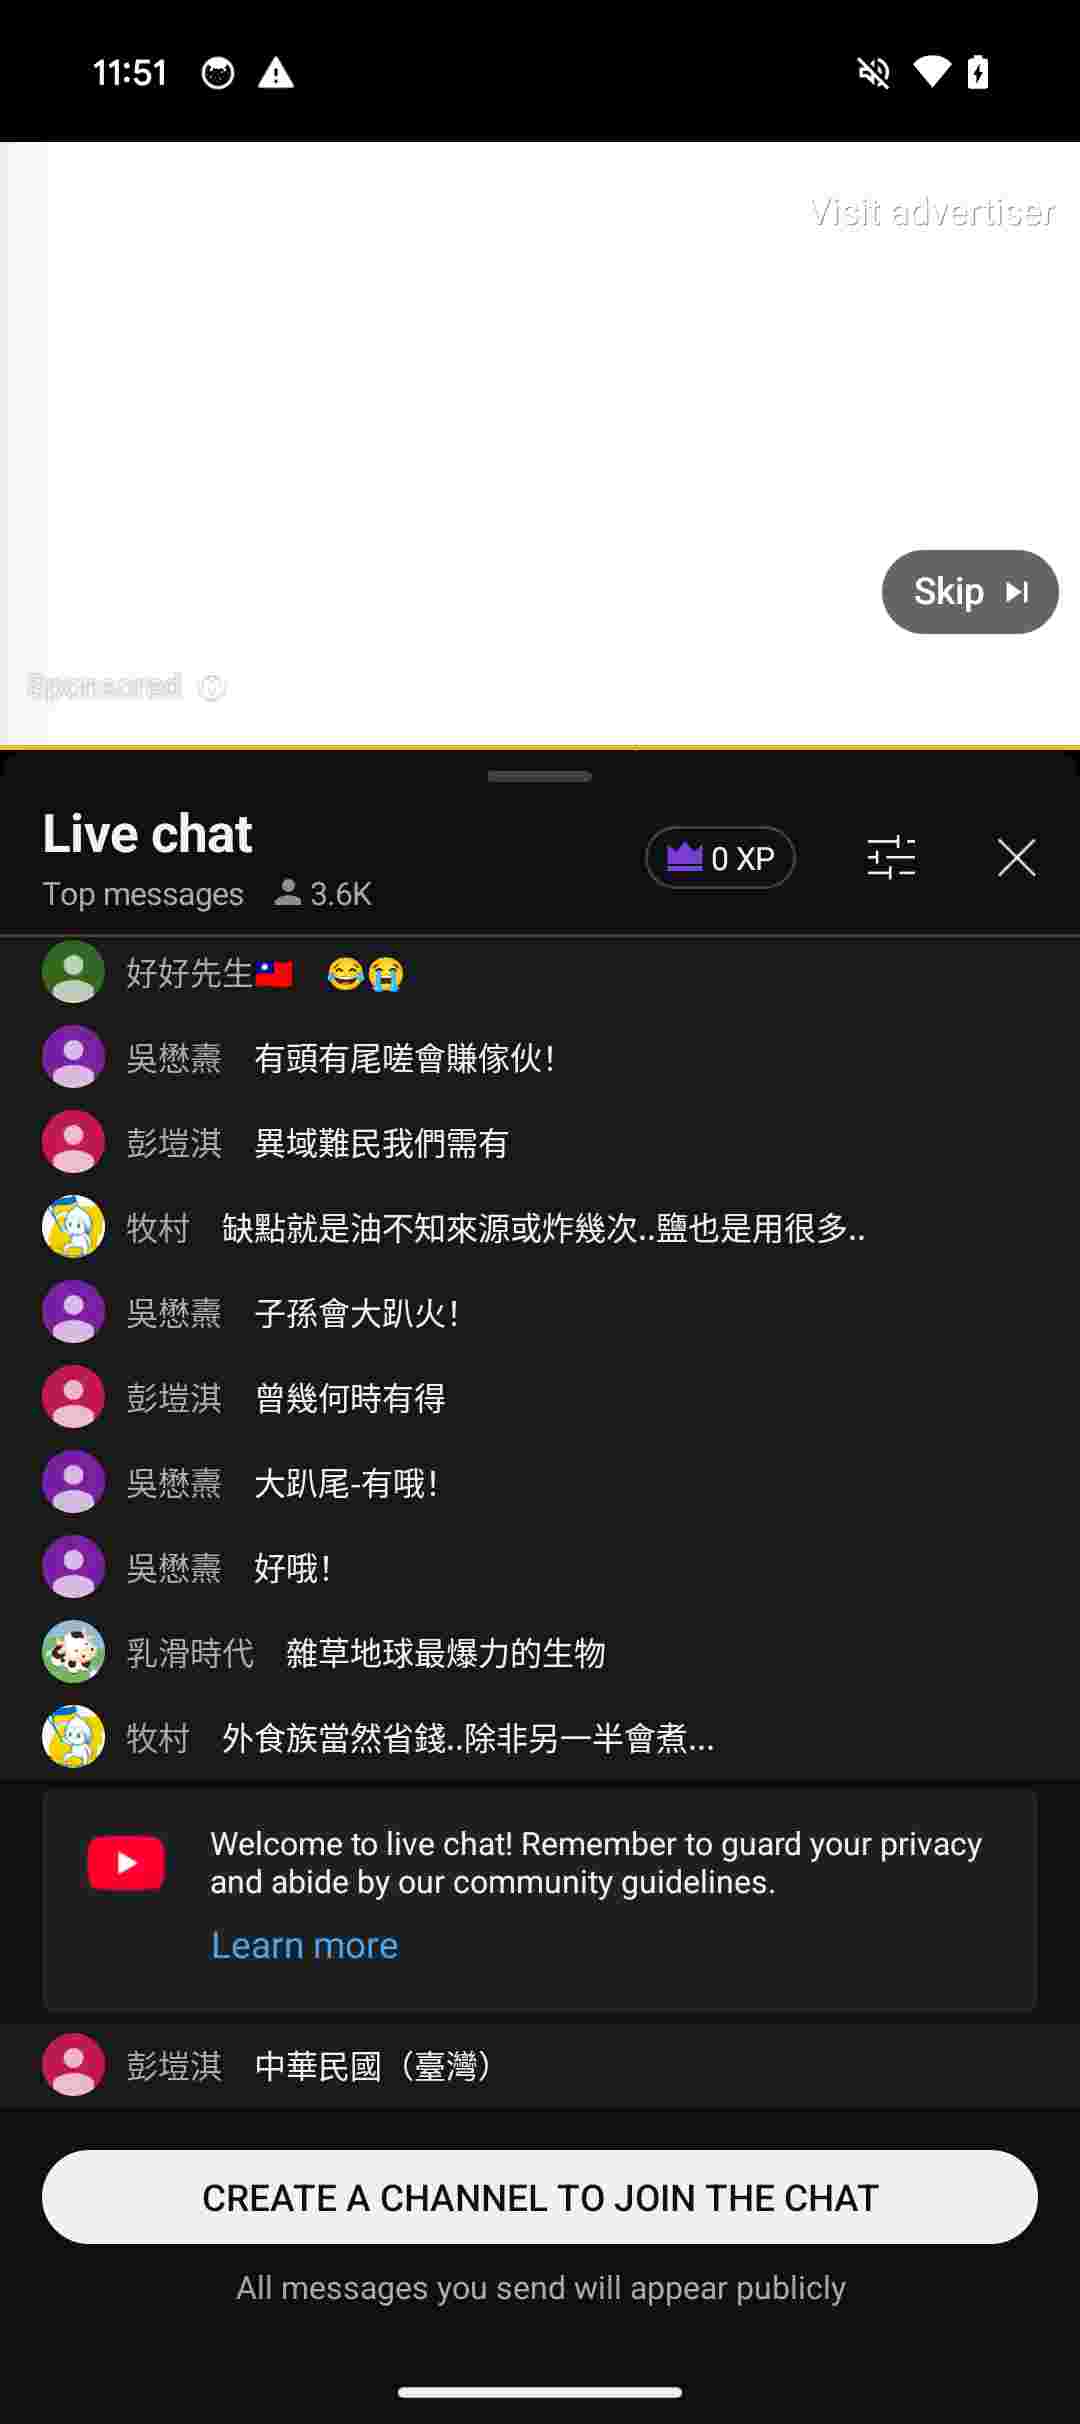 11:51
Visit advertiser
Skip
Sponsored
Live chat
0 XP
Top messages 3.6K
好好先生🇹🇼 😂😭
吳懋燾 有頭有尾嗟會賺傢伙!
彭塏淇 異域難民我們需有
牧村 缺點就是油不知來源或炸幾次..鹽也是用很多..
吳懋燾 子孫會大趴火!
彭塏淇 曾幾何時有得
吳懋燾 大趴尾-有哦!
吳懋燾 好哦!
乳滑時代 雜草地球最爆力的生物
牧村 外食族當然省錢..除非另一半會煮...
Welcome to live chat! Remember to guard your privacy
and abide by our community guidelines.
Learn more
彭塏淇 中華民國（臺灣）
CREATE A CHANNEL TO JOIN THE CHAT
All messages you send will appear publicly